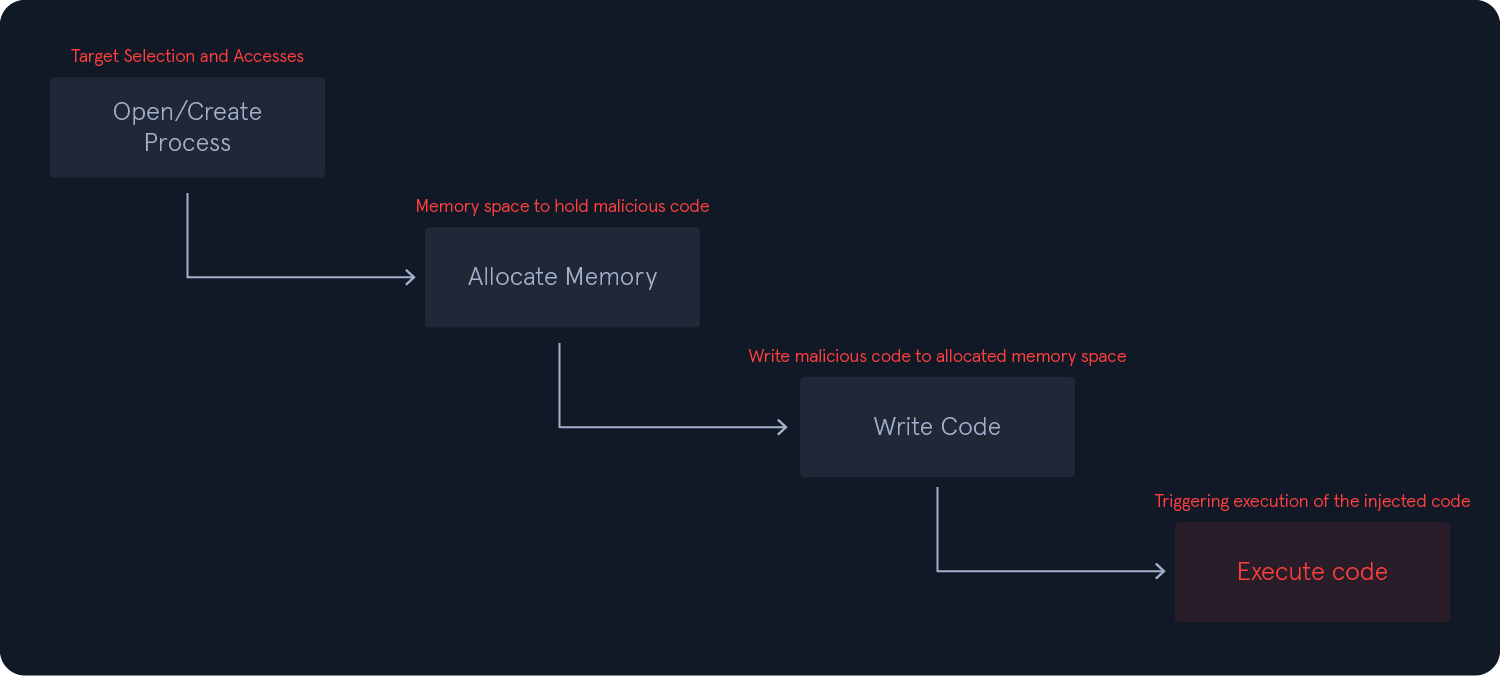 Target Selection and Accesses
Open/Create
Process
Memory space to hold malicious code
Allocate Memory
Write malicious code to allocated memory space
Write Code
Triggering execution of the injected code
Execute code